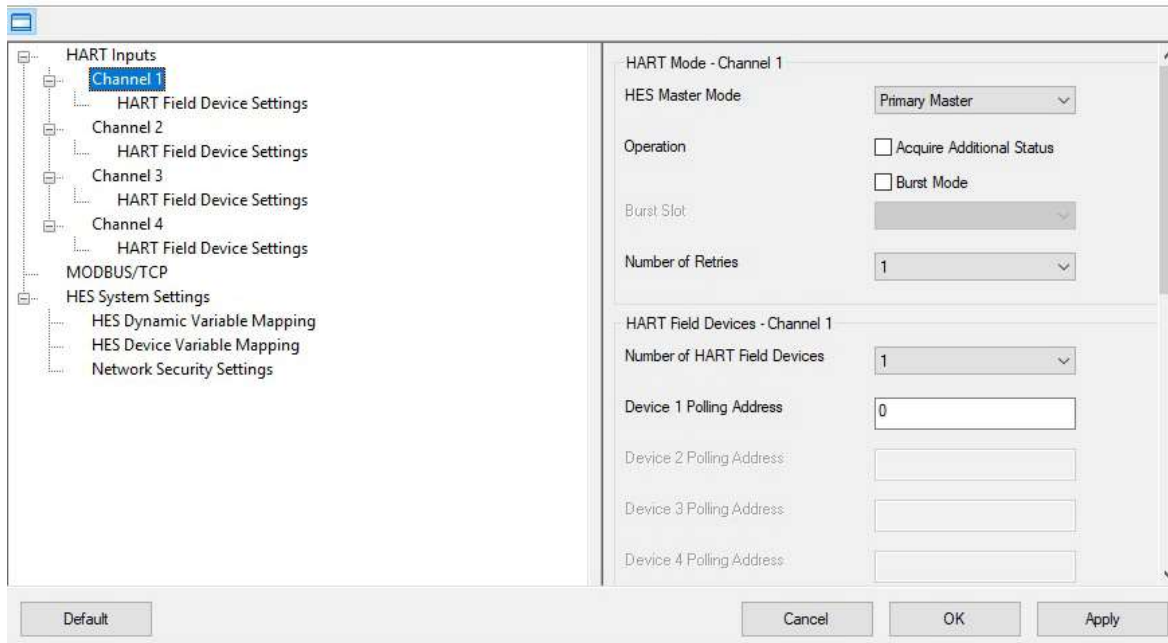 HART Inputs
Channel 1
HART Field Device Settings
Channel 2
HART Field Device Settings
Channel 3
HART Field Device Settings
Channel 4
HART Field Device Settings
MODBUS/TCP
HES System Settings
HES Dynamic Variable Mapping
HES Device Variable Mapping
Network Security Settings
HART Mode - Channel 1
HES Master Mode Primary Master
Operation Acquire Additional Status
Burst Mode
Burst Slot
Number of Retries 1
HART Field Devices - Channel 1
Number of HART Field Devices 1
Device 1 Polling Address 0
Device 2 Polling Address
Device 3 Polling Address
Device 4 Polling Address
Default Cancel OK Apply